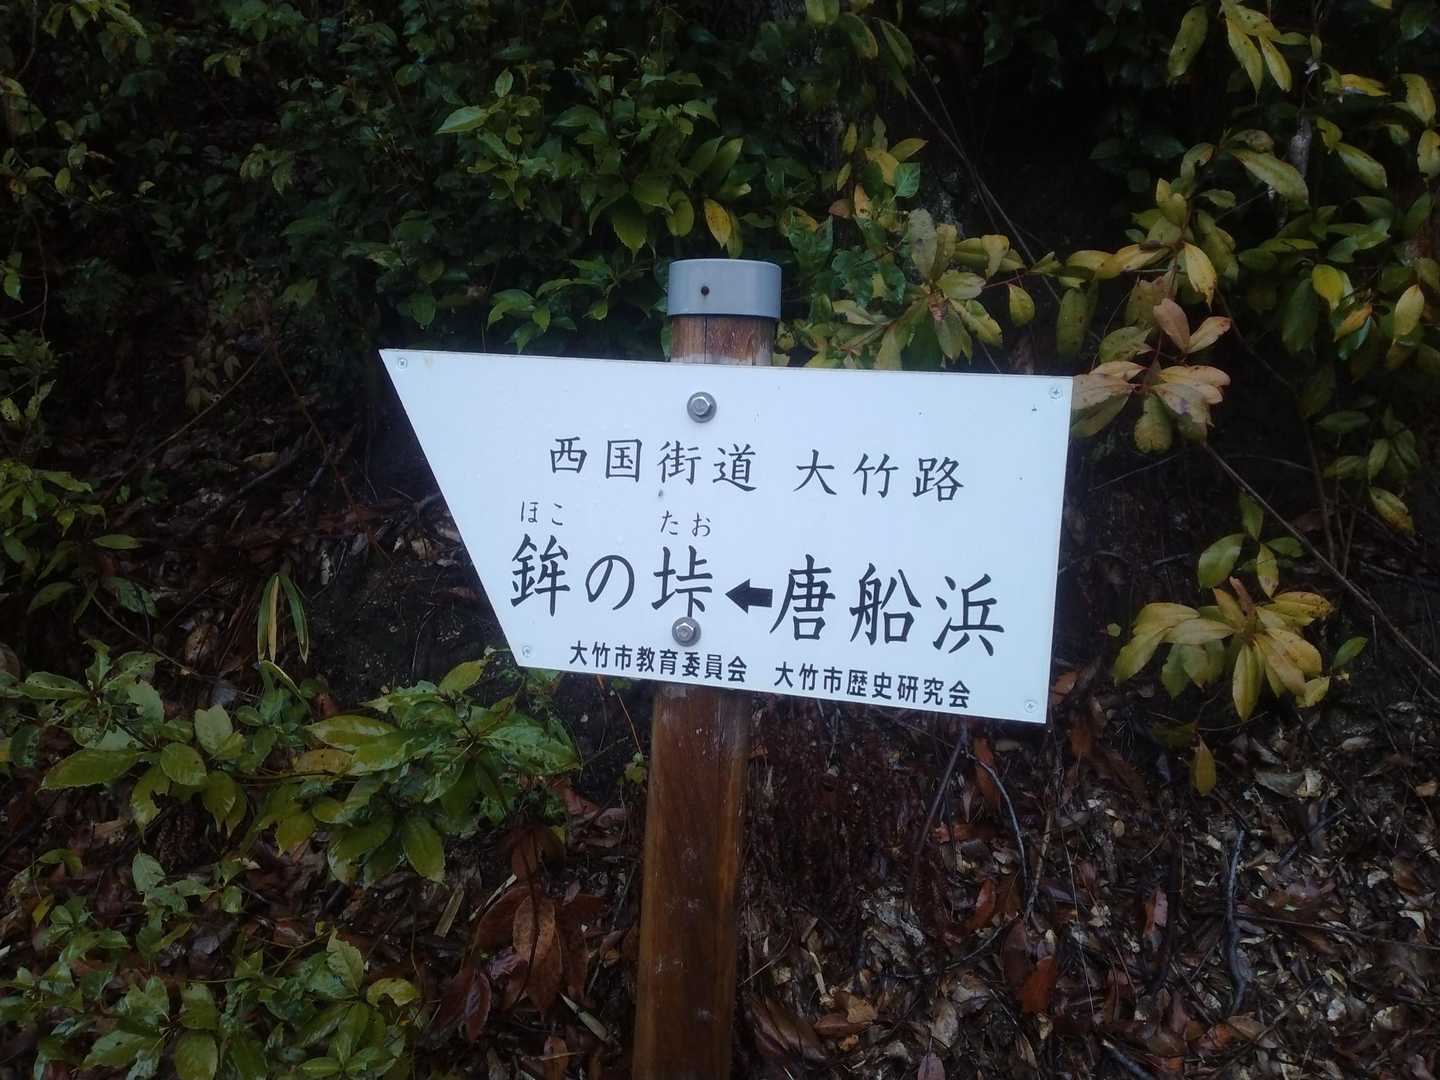 西国街道 大竹路
ほこ たお
鉾の垰←唐船浜
大竹市教育委員会 大竹市歴史研究会